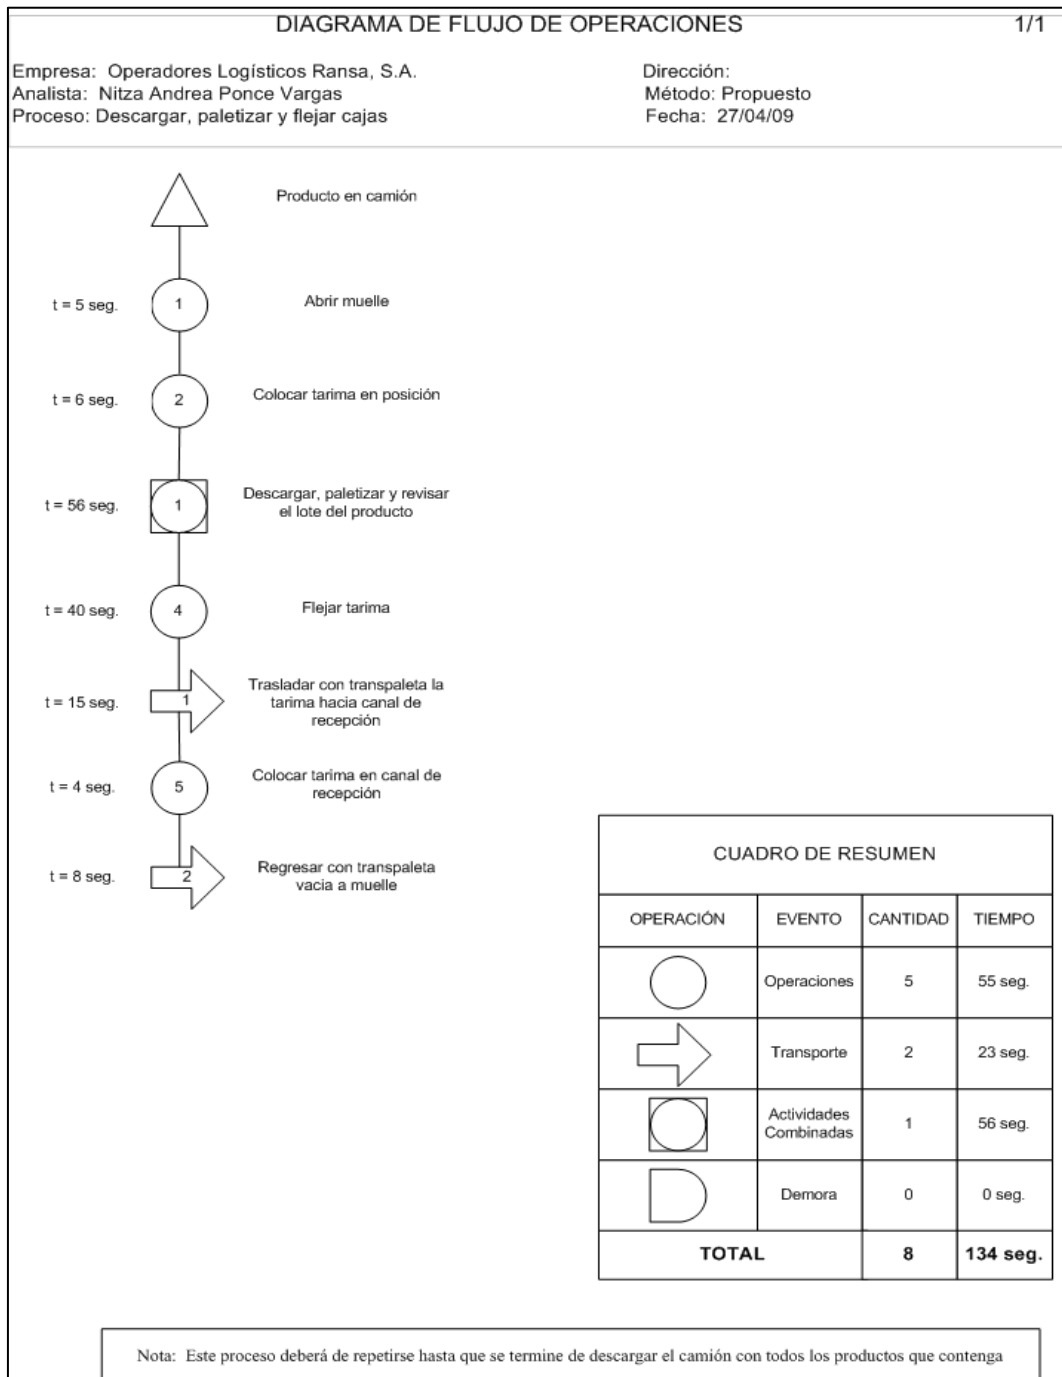 DIAGRAMA DE FLUJO DE OPERACIONES 1/1
Empresa: Operadores Logísticos Ransa, S.A. Dirección:
Analista: Nitza Andrea Ponce Vargas Método: Propuesto
Proceso: Descargar, paletizar y flejar cajas Fecha: 27/04/09
Producto en camión
t = 5 seg. 1 Abrir muelle
t = 6 seg. 2 Colocar tarima en posición
t = 56 seg. 1 Descargar, paletizar y revisar
el lote del producto
t = 40 seg. 4 Flejar tarima
t = 15 seg. 1 Trasladar con transpaleta la
tarima hacia canal de
recepción
t = 4 seg. 5 Colocar tarima en canal de
recepción
t = 8 seg. 2 Regresar con transpaleta
vacia a muelle
CUADRO DE RESUMEN
OPERACIÓN EVENTO CANTIDAD TIEMPO
Operaciones 5 55 seg.
Transporte 2 23 seg.
Actividades
Combinadas 1 56 seg.
Demora 0 0 seg.
TOTAL 8 134 seg.
Nota: Este proceso deberá de repetirse hasta que se termine de descargar el camión con todos los productos que contenga